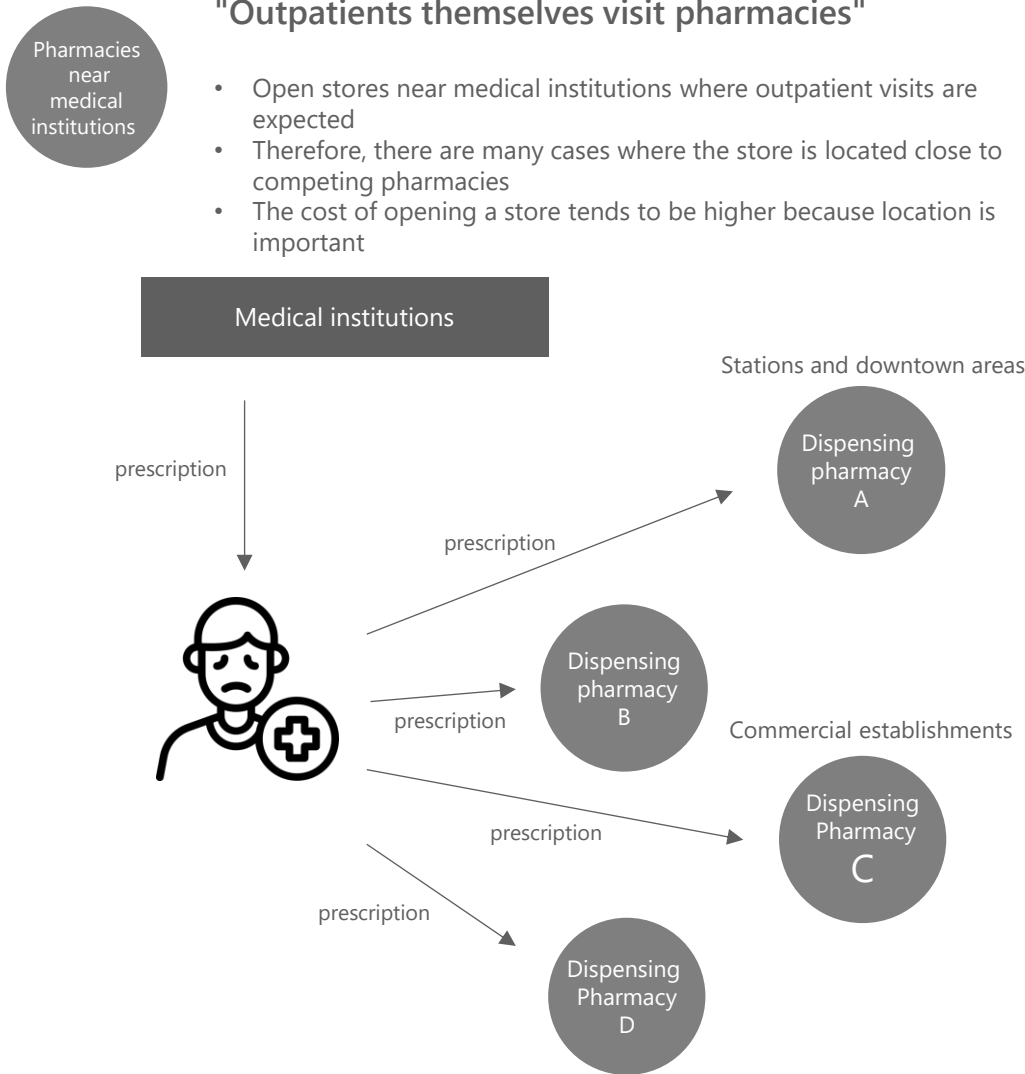 "Outpatients themselves visit pharmacies"
Pharmacies
near
medical
institutions
• Open stores near medical institutions where outpatient visits are
expected
• Therefore, there are many cases where the store is located close to
competing pharmacies
• The cost of opening a store tends to be higher because location is
important
Medical institutions
Stations and downtown areas
Dispensing
pharmacy
A
prescription
prescription
Dispensing
pharmacy
B
prescription
Commercial establishments
Dispensing
Pharmacy
C
prescription
prescription
Dispensing
Pharmacy
D